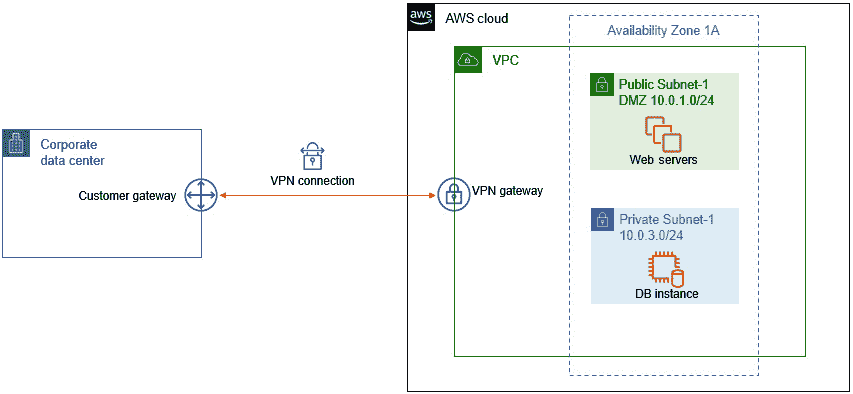 aws
AWS cloud
Availability Zone 1A
VPC
Public Subnet-1
DMZ 10.0.1.0/24
Web servers
Corporate
data center
Customer gateway
VPN connection
VPN gateway
Private Subnet-1
10.0.3.0/24
DB instance